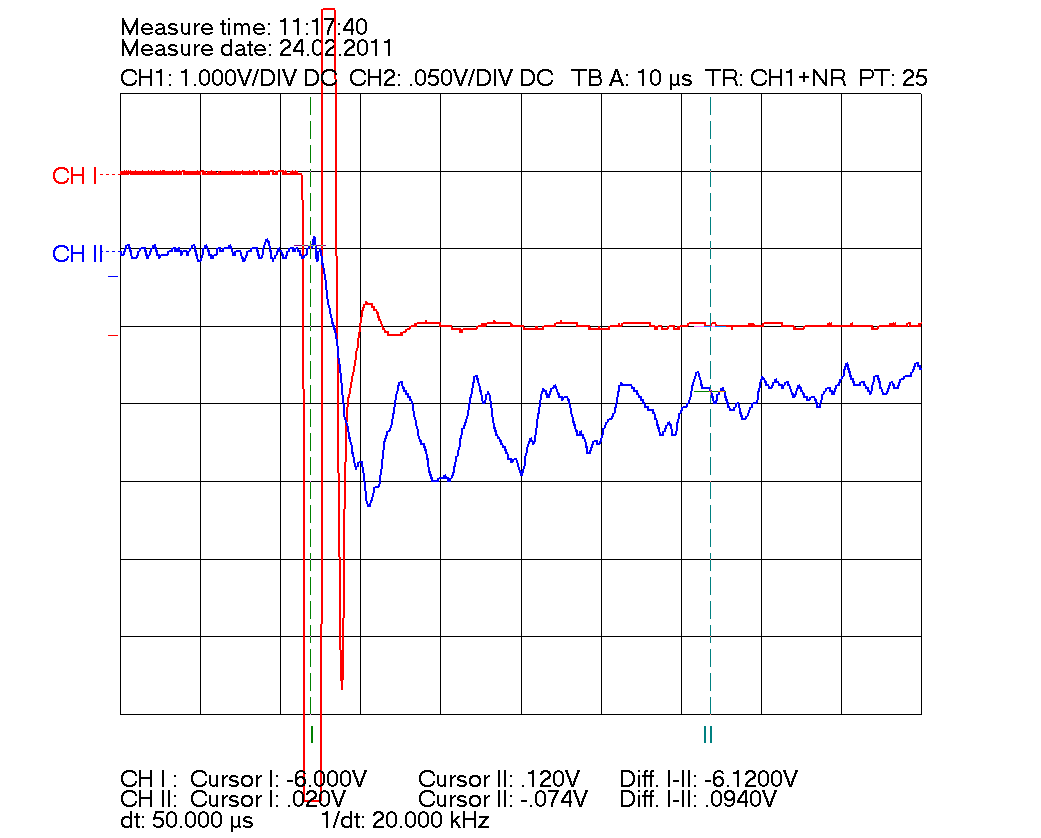 Measure time: 11:17:40
Measure date: 24.02.2011
CH1: 1.000V/DIV DC CH2: .050V/DIV DC TB A: 10 µs TR: CH1+NR PT: 25
CH I
CH II
I
II
CH I : Cursor I: -6.000V Cursor II: .120V Diff. I-II: -6.1200V
CH II: Cursor I: .020V Cursor II: -.074V Diff. I-II: .0940V
dt: 50.000 µs 1/dt: 20.000 kHz